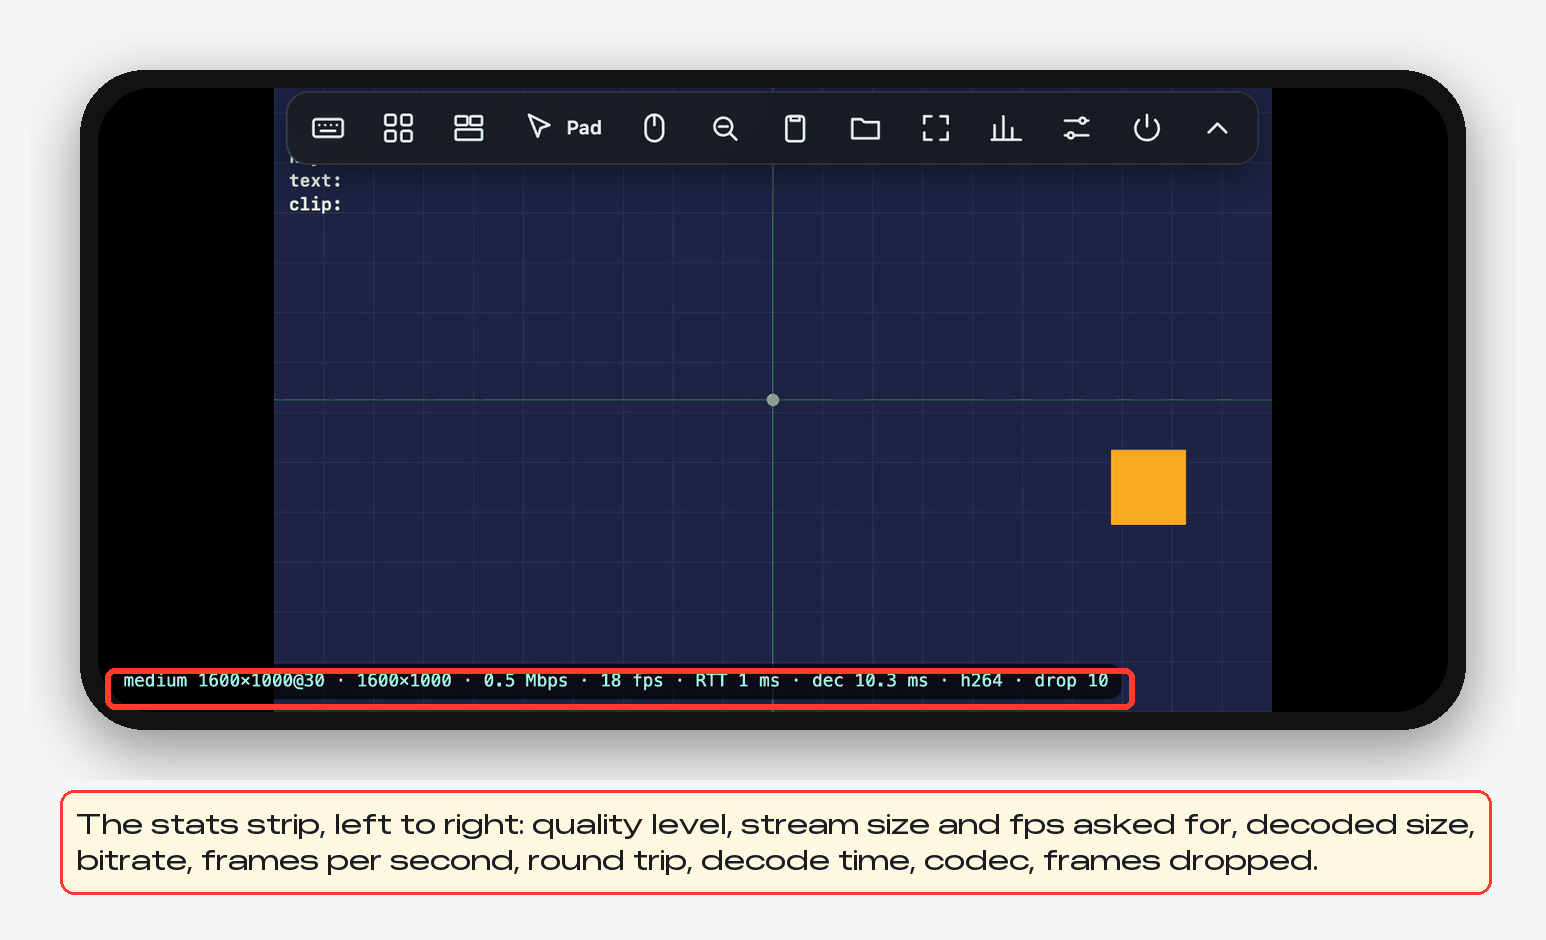 Pad
text:
clip:
medium 1600×1000@30 · 1600×1000 · 0.5 Mbps · 18 fps · RTT 1 ms · dec 10.3 ms · h264 · drop 10
The stats strip, left to right: quality level, stream size and fps asked for, decoded size,
bitrate, frames per second, round trip, decode time, codec, frames dropped.